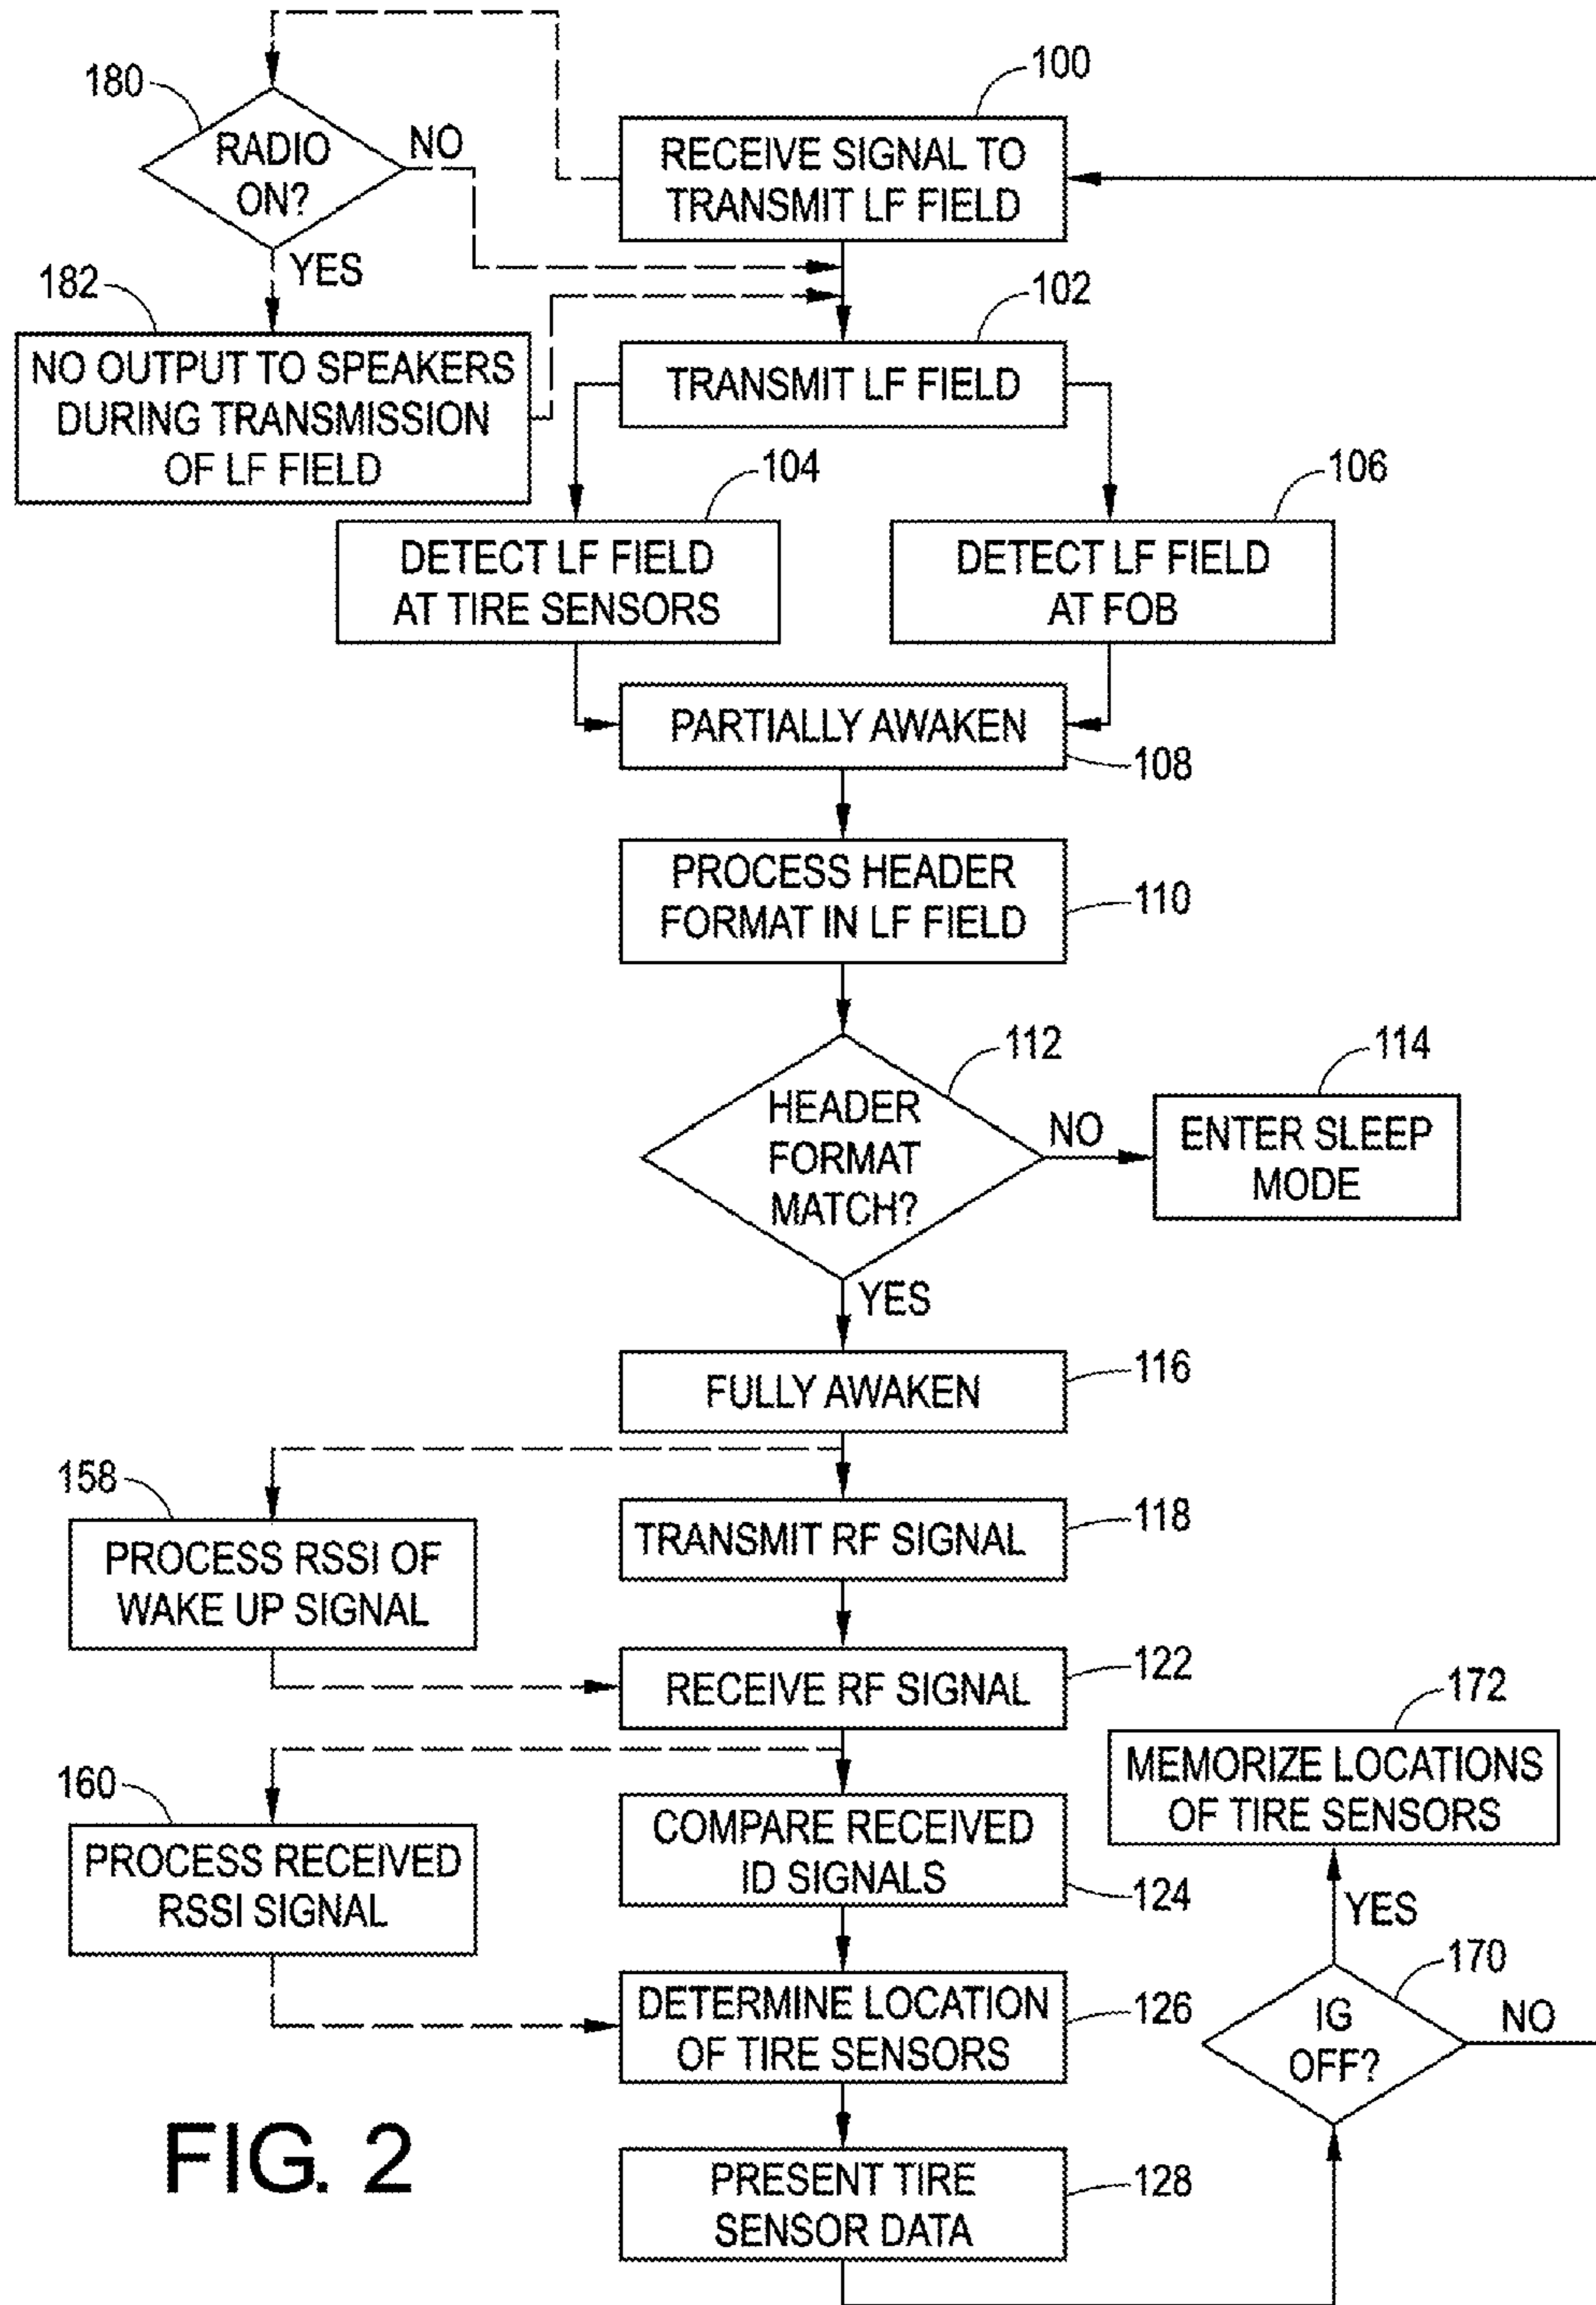 100
180
RADIO
ON?
NO
YES
RECEIVE SIGNAL TO
TRANSMIT LF FIELD
182
NO OUTPUT TO SPEAKERS
DURING TRANSMISSION
OF LF FIELD
102
TRANSMIT LF FIELD
104
DETECT LF FIELD
AT TIRE SENSORS
106
DETECT LF FIELD
AT FOB
PARTIALLY AWAKEN
108
PROCESS HEADER
FORMAT IN LF FIELD
110
112
HEADER
FORMAT
MATCH?
NO
114
ENTER SLEEP
MODE
YES
FULLY AWAKEN
116
158
PROCESS RSSI OF
WAKE UP SIGNAL
TRANSMIT RF SIGNAL
118
RECEIVE RF SIGNAL
122
160
PROCESS RECEIVED
RSSI SIGNAL
COMPARE RECEIVED
ID SIGNALS
124
172
MEMORIZE LOCATIONS
OF TIRE SENSORS
YES
170
IG
OFF?
NO
DETERMINE LOCATION
OF TIRE SENSORS
126
PRESENT TIRE
SENSOR DATA
128
FIG. 2